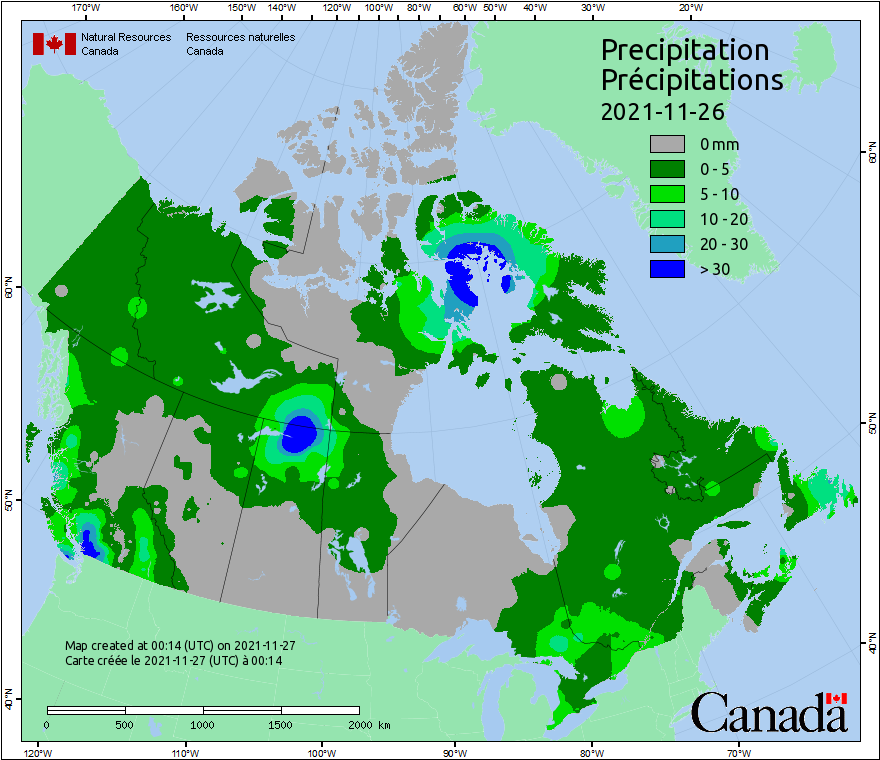 170°W 160°W 150°W 140°W 130°W 120°W 110°W 100°W 90°W 80°W 60°W 50°W 40°W 30°W 20°W
Natural Resources Ressources naturelles
Canada Canada
Precipitation
Précipitations
2021-11-26
0 mm
0 - 5
5 - 10
10 - 20
20 - 30
> 30
60°N
60°N
50°N
50°N
40°N
40°N
Map created at 00:14 (UTC) on 2021-11-27
Carte créée le 2021-11-27 (UTC) à 00:14
0 500 1000 1500 2000 km
Canada
120°W 110°W 100°W 90°W 80°W 70°W